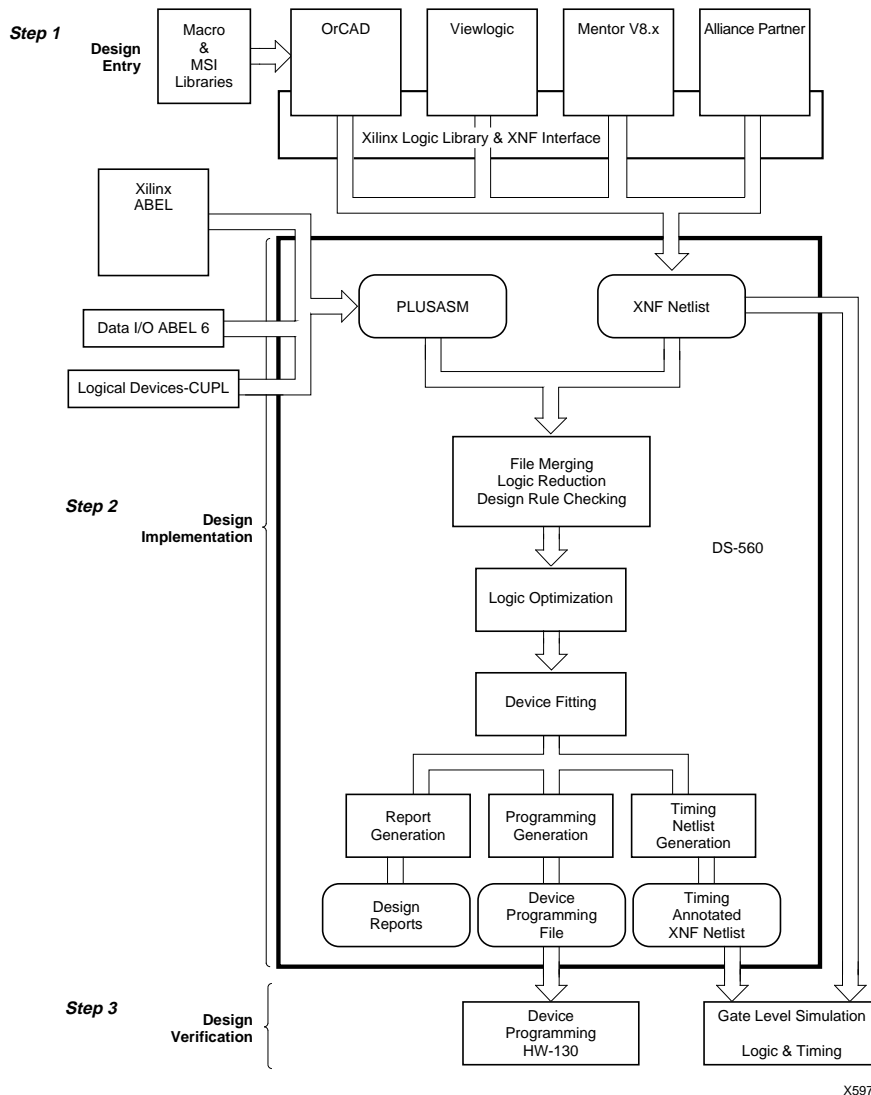 Step 1
Design
Entry
Macro
&
MSI
Libraries
OrCAD
Viewlogic
Mentor V8.x
Alliance Partner
Xilinx Logic Library & XNF Interface
Xilinx
ABEL
Data I/O ABEL 6
Logical Devices-CUPL
PLUSASM
XNF Netlist
File Merging
Logic Reduction
Design Rule Checking
Step 2
Design
Implementation
DS-560
Logic Optimization
Device Fitting
Report
Generation
Programming
Generation
Timing
Netlist
Generation
Design
Reports
Device
Programming
File
Timing
Annotated
XNF Netlist
Step 3
Design
Verification
Device
Programming
HW-130
Gate Level Simulation
Logic & Timing
X597